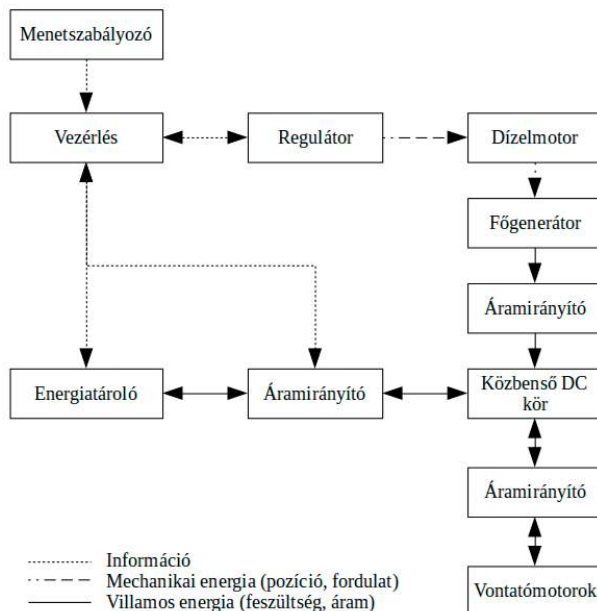 Menetszabályozó
Vezérlés
Regulátor
Dízelmotor
Főgenerátor
Áramirányító
Energiatároló
Áramirányító
Közbenső DC
kör
Áramirányító
Információ
Mechanikai energia (pozíció, fordulat)
Villamos energia (feszültség, áram)
Vontatómotorok